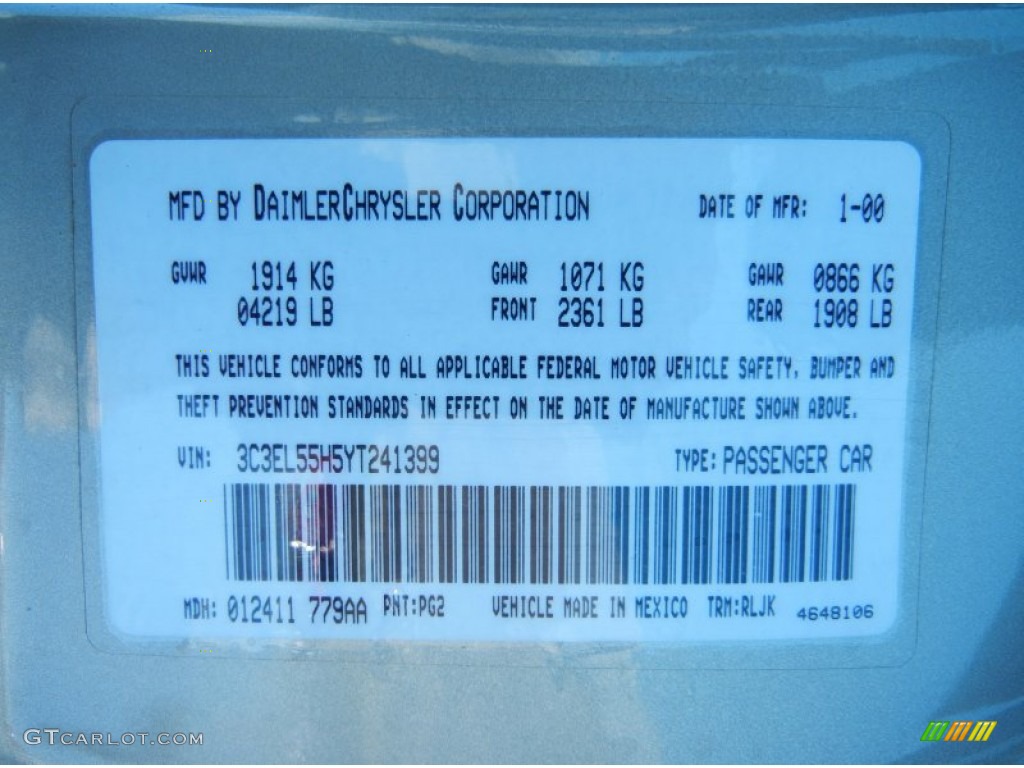 MFD BY DAIMLERCHRYSLER CORPORATION DATE OF MFR: 1-00
GVWR 1914 KG GAWR 1071 KG GAWR 0866 KG
04219 LB FRONT 2361 LB REAR 1908 LB
THIS VEHICLE CONFORMS TO ALL APPLICABLE FEDERAL MOTOR VEHICLE SAFETY, BUMPER AND
THEFT PREVENTION STANDARDS IN EFFECT ON THE DATE OF MANUFACTURE SHOWN ABOVE.
VIN: 3C3EL55H5YT241399 TYPE: PASSENGER CAR
MDH: 012411 779AA PNT:PG2 VEHICLE MADE IN MEXICO TRM:RLJK 4648106
GTCARLOT.COM